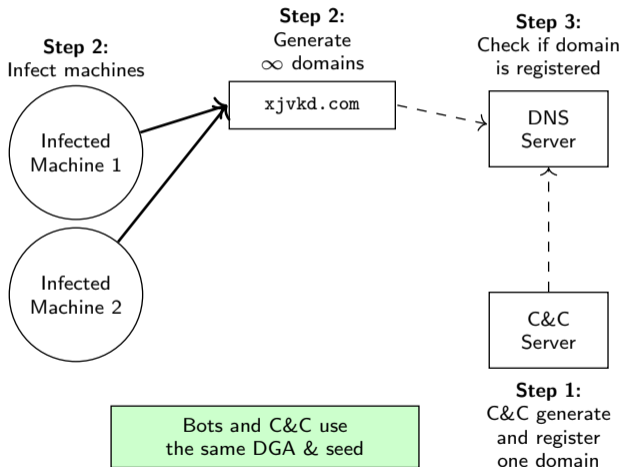 Step 2:
Infect machines
Infected
Machine 1
Infected
Machine 2
Step 2:
Generate
∞ domains
xjvkd.com
Step 3:
Check if domain
is registered
DNS
Server
C&C
Server
Step 1:
C&C generate
and register
one domain
Bots and C&C use
the same DGA & seed